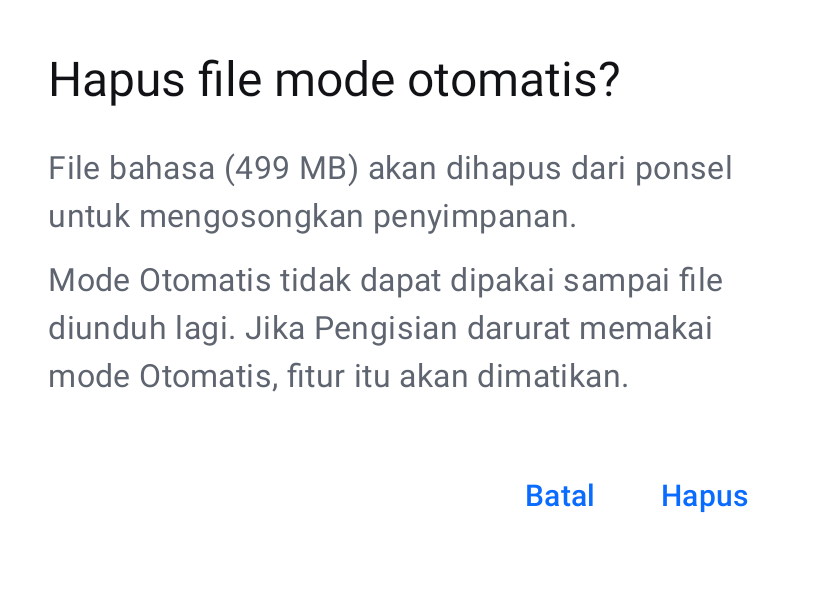 Hapus file mode otomatis?
File bahasa (499 MB) akan dihapus dari ponsel
untuk mengosongkan penyimpanan.
Mode Otomatis tidak dapat dipakai sampai file
diunduh lagi. Jika Pengisian darurat memakai
mode Otomatis, fitur itu akan dimatikan.
Batal Hapus